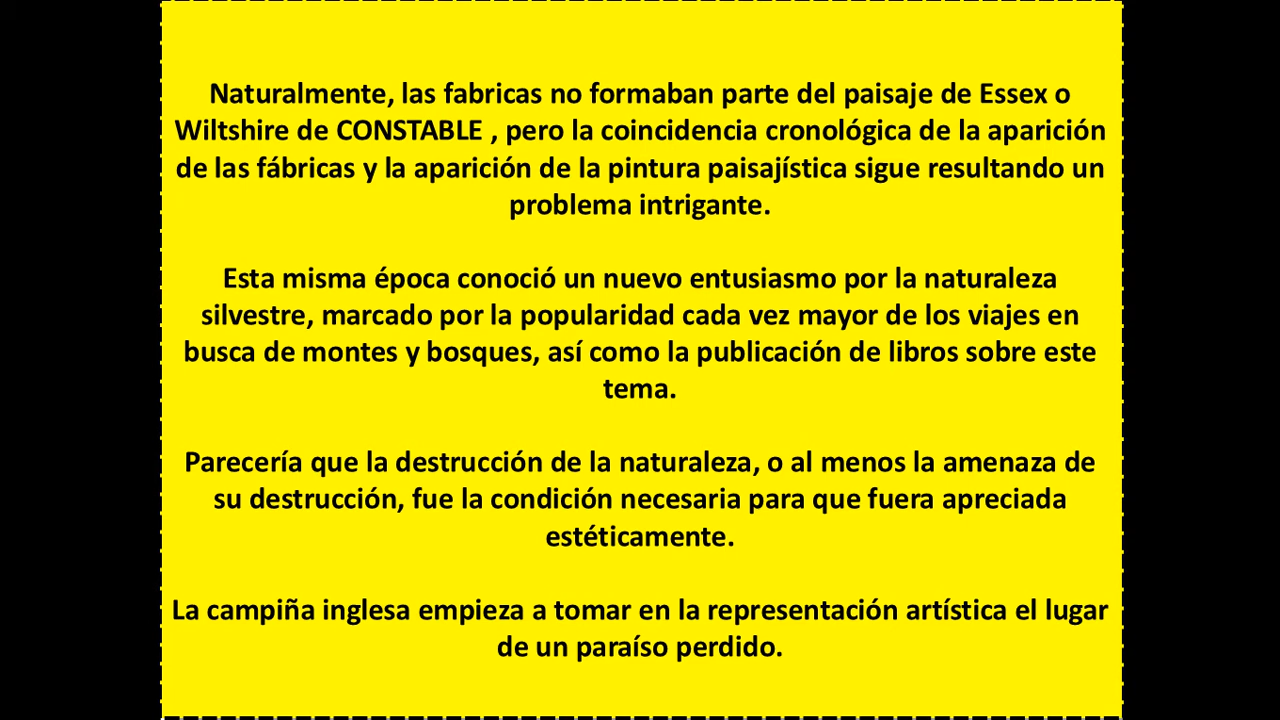 Naturalmente, las fabricas no formaban parte del paisaje de Essex o
Wiltshire de CONSTABLE , pero la coincidencia cronológica de la aparición
de las fábricas y la aparición de la pintura paisajística sigue resultando un
problema intrigante.
Esta misma época conoció un nuevo entusiasmo por la naturaleza
silvestre, marcado por la popularidad cada vez mayor de los viajes en
busca de montes y bosques, así como la publicación de libros sobre este
tema.
Parecería que la destrucción de la naturaleza, o al menos la amenaza de
su destrucción, fue la condición necesaria para que fuera apreciada
estéticamente.
La campiña inglesa empieza a tomar en la representación artística el lugar
de un paraíso perdido.